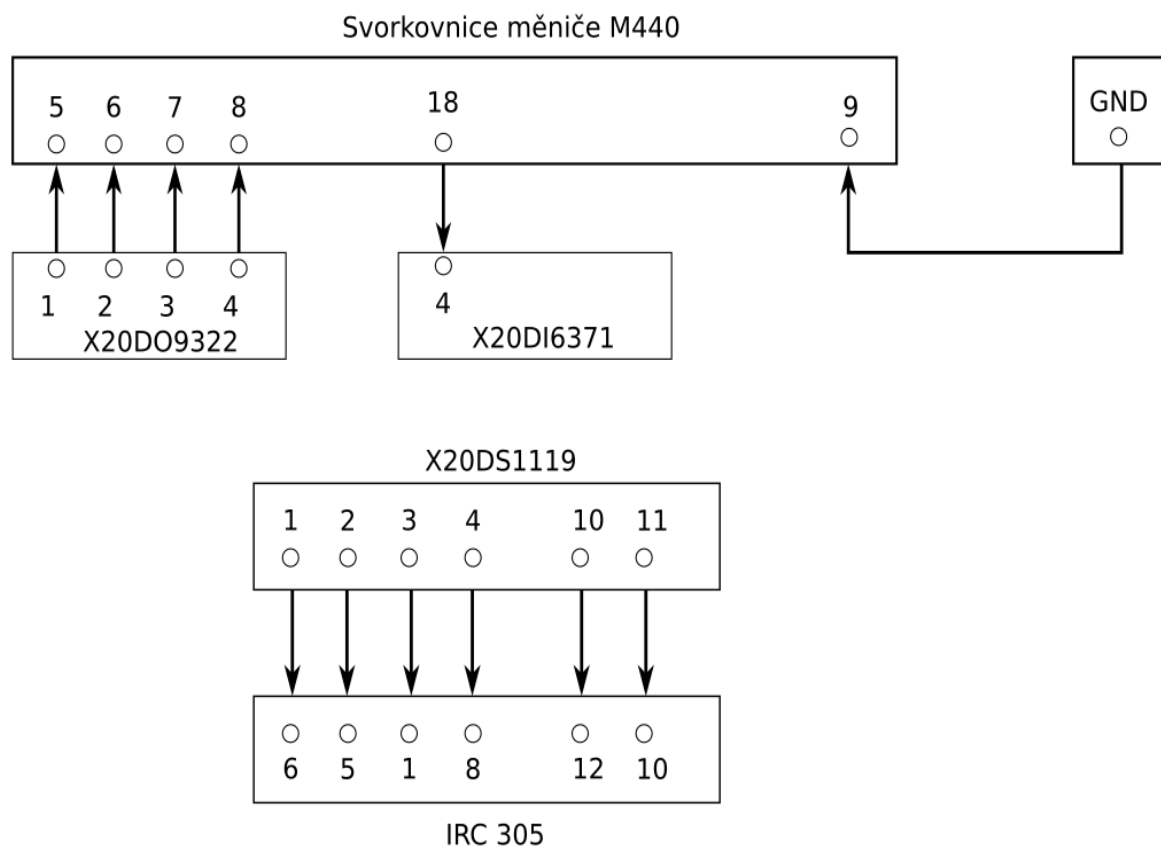 Svorkovnice měniče M440
5 6 7 8 18 9 GND
1 2 3 4 4
X20DO9322 X20DI6371
X20DS1119
1 2 3 4 10 11
6 5 1 8 12 10
IRC 305